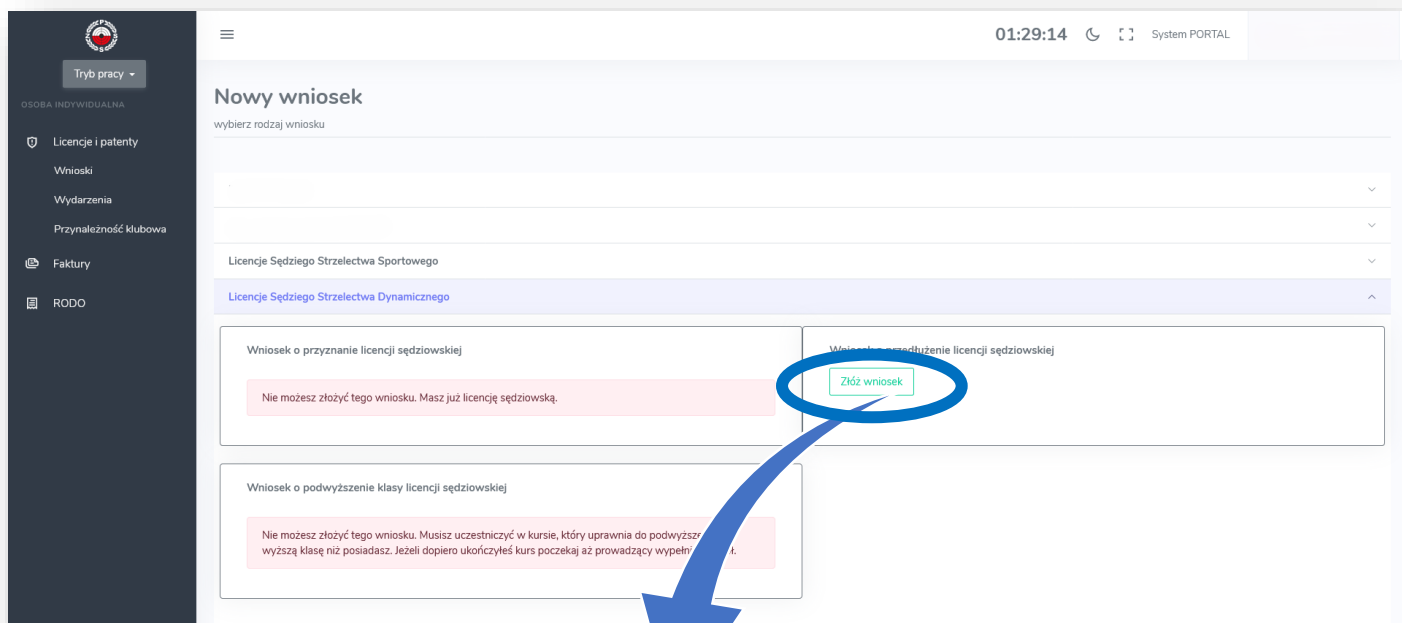 01:29:14 System PORTAL
Tryb pracy
OSOBA INDYWIDUALNA
Licencje i patenty
Wnioski
Wydarzenia
Przynależność klubowa
Faktury
RODO
Nowy wniosek
wybierz rodzaj wniosku
Licencje Sędziego Strzelectwa Sportowego
Licencje Sędziego Strzelectwa Dynamicznego
Wniosek o przyznanie licencji sędziowskiej
Nie możesz złożyć tego wniosku. Masz już licencję sędziowską.
Wniosek o przedłużenie licencji sędziowskiej
Złóż wniosek
Wniosek o podwyższenie klasy licencji sędziowskiej
Nie możesz złożyć tego wniosku. Musisz uczestniczyć w kursie, który uprawnia do
wyższą klasę niż posiadasz. Jeżeli dopiero ukończyłeś kurs poczekaj aż prowadzący